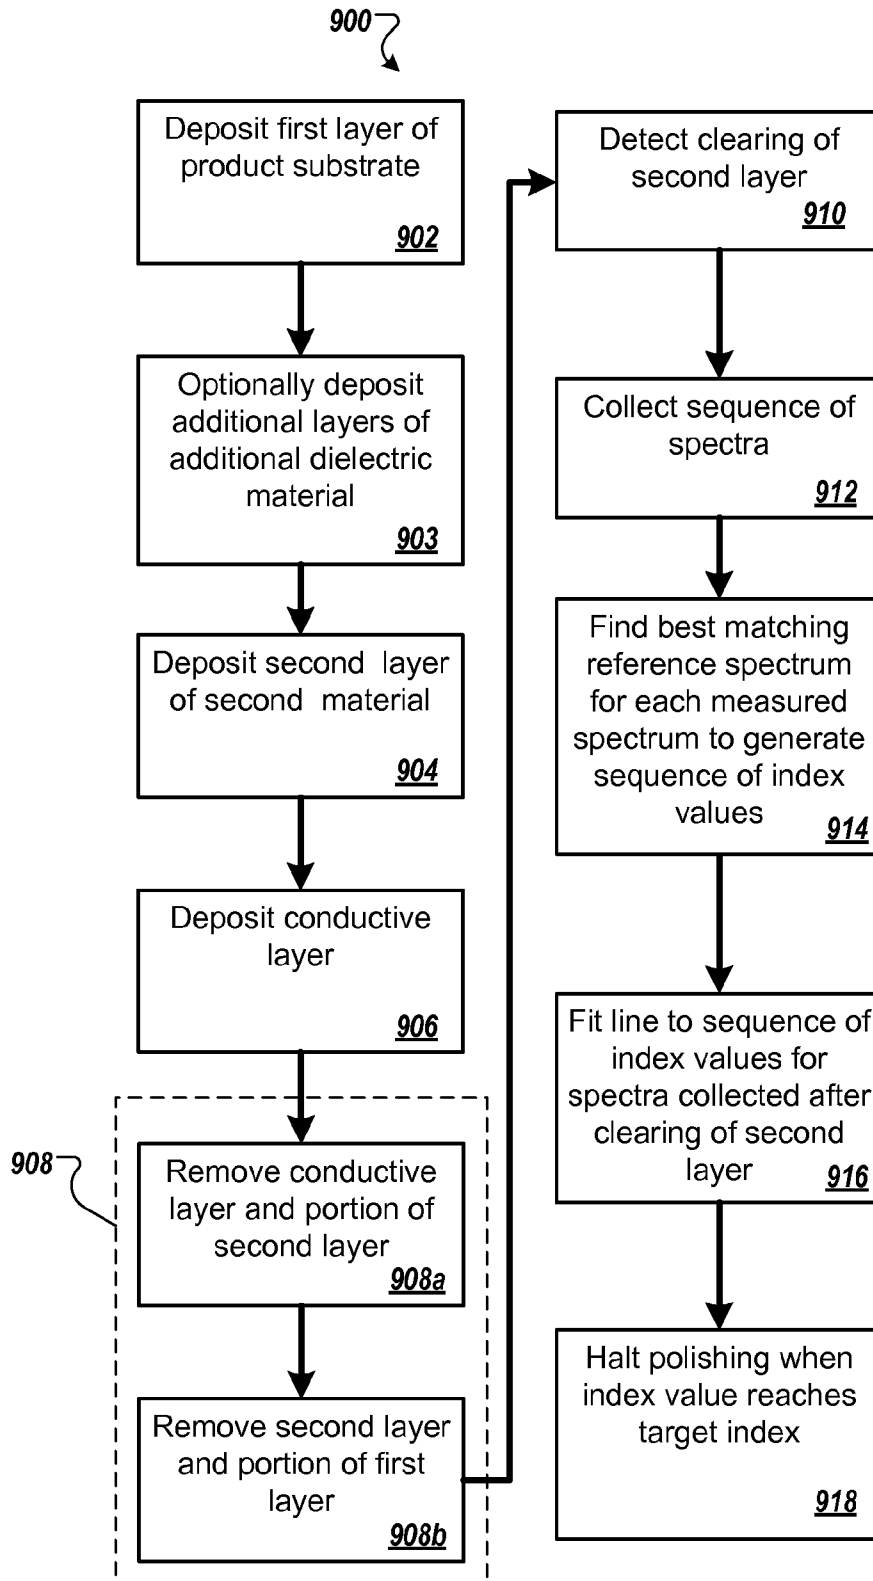 900
Deposit first layer of
product substrate
902
Optionally deposit
additional layers of
additional dielectric
material
903
Deposit second layer
of second material
904
Deposit conductive
layer
906
908
Remove conductive
layer and portion of
second layer
908a
Remove second layer
and portion of first
layer
908b
Detect clearing of
second layer
910
Collect sequence of
spectra
912
Find best matching
reference spectrum
for each measured
spectrum to generate
sequence of index
values
914
Fit line to sequence of
index values for
spectra collected after
clearing of second
layer
916
Halt polishing when
index value reaches
target index
918